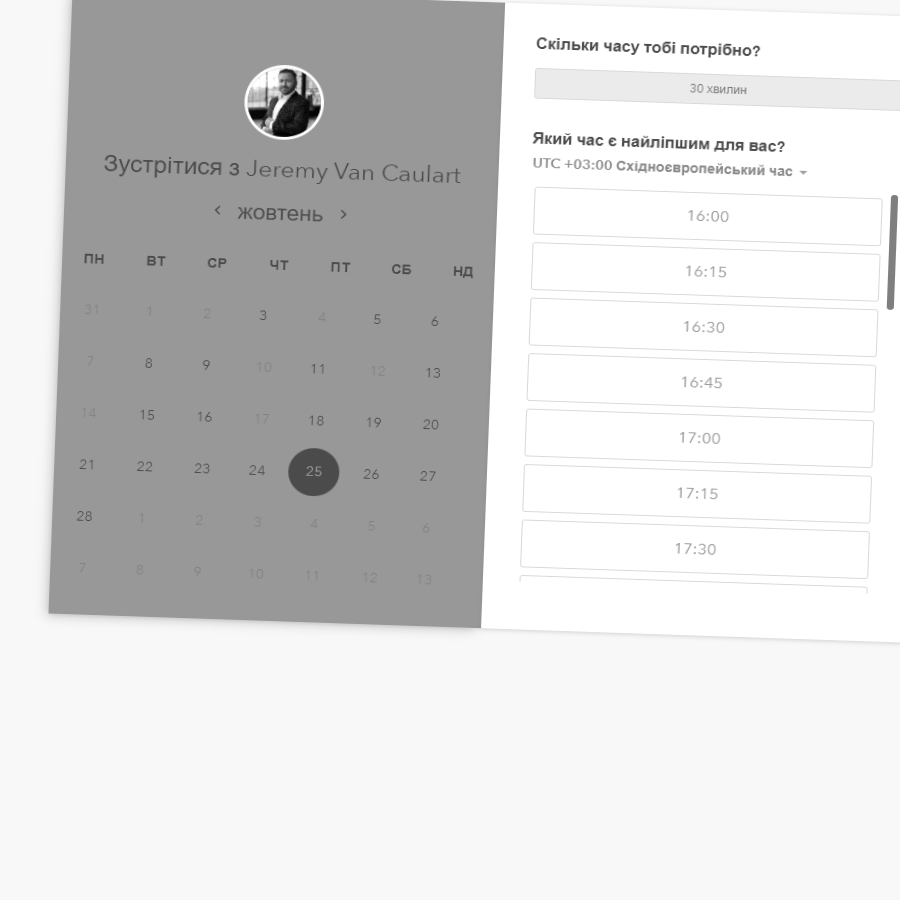 Зустрітися з Jeremy Van Caulart
жовтень
ПН ВТ СР ЧТ ПТ СБ НД
31 1 2 3 4 5 6
7 8 9 10 11 12 13
14 15 16 17 18 19 20
21 22 23 24 25 26 27
28 1 2 3 4 5 6
7 8 9 10 11 12 13
Скільки часу тобі потрібно?
30 хвилин
Який час є найліпшим для вас?
UTC +03:00 Східноєвропейський час
16:00
16:15
16:30
16:45
17:00
17:15
17:30